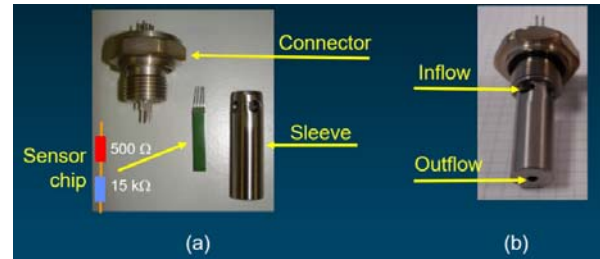 Connector
Inflow
500 Ω
Sleeve
Sensor
chip
15 kΩ
Outflow
(a)
(b)